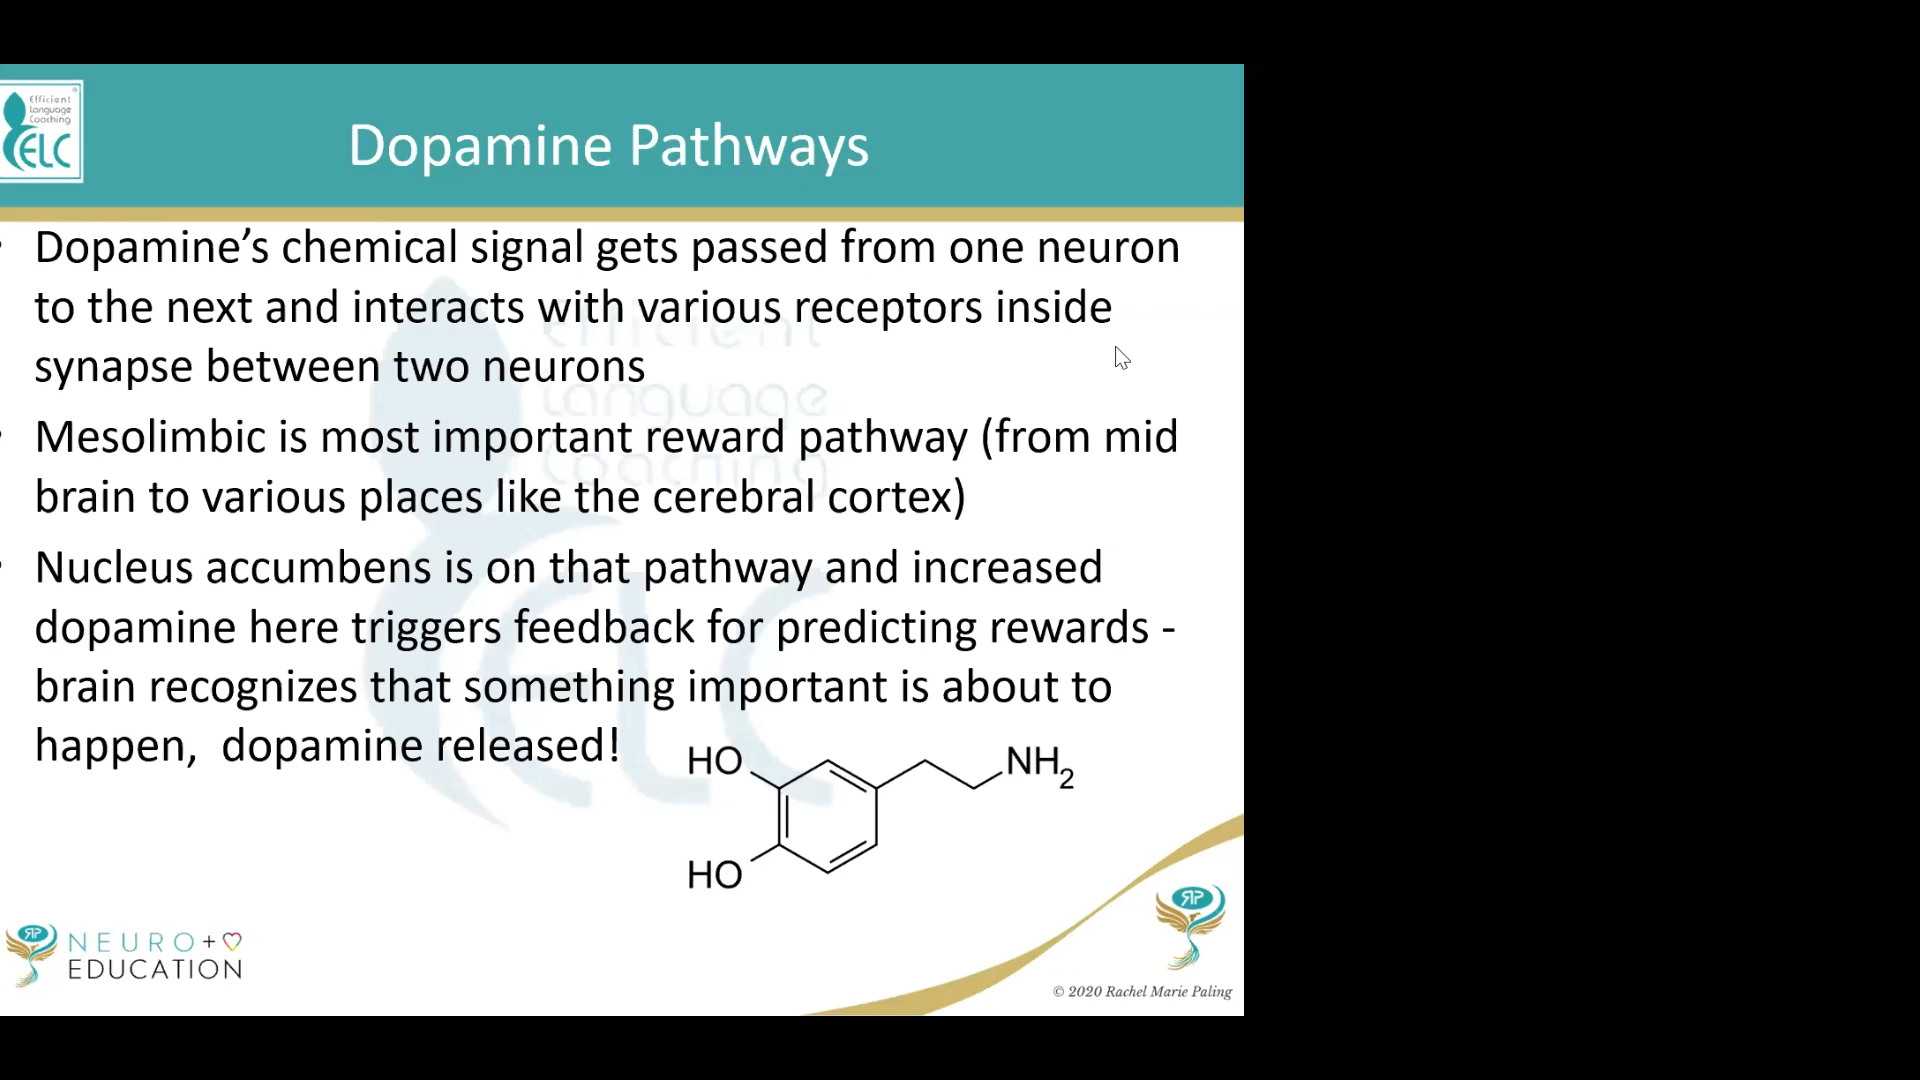 Efficient
Language
Coaching
ELC
Dopamine Pathways
• Dopamine’s chemical signal gets passed from one neuron
to the next and interacts with various receptors inside
synapse between two neurons
• Mesolimbic is most important reward pathway (from mid
brain to various places like the cerebral cortex)
• Nucleus accumbens is on that pathway and increased
dopamine here triggers feedback for predicting rewards -
brain recognizes that something important is about to
happen,  dopamine released!
HO
NH2
HO
NEURO+
EDUCATION
© 2020 Rachel Marie Paling